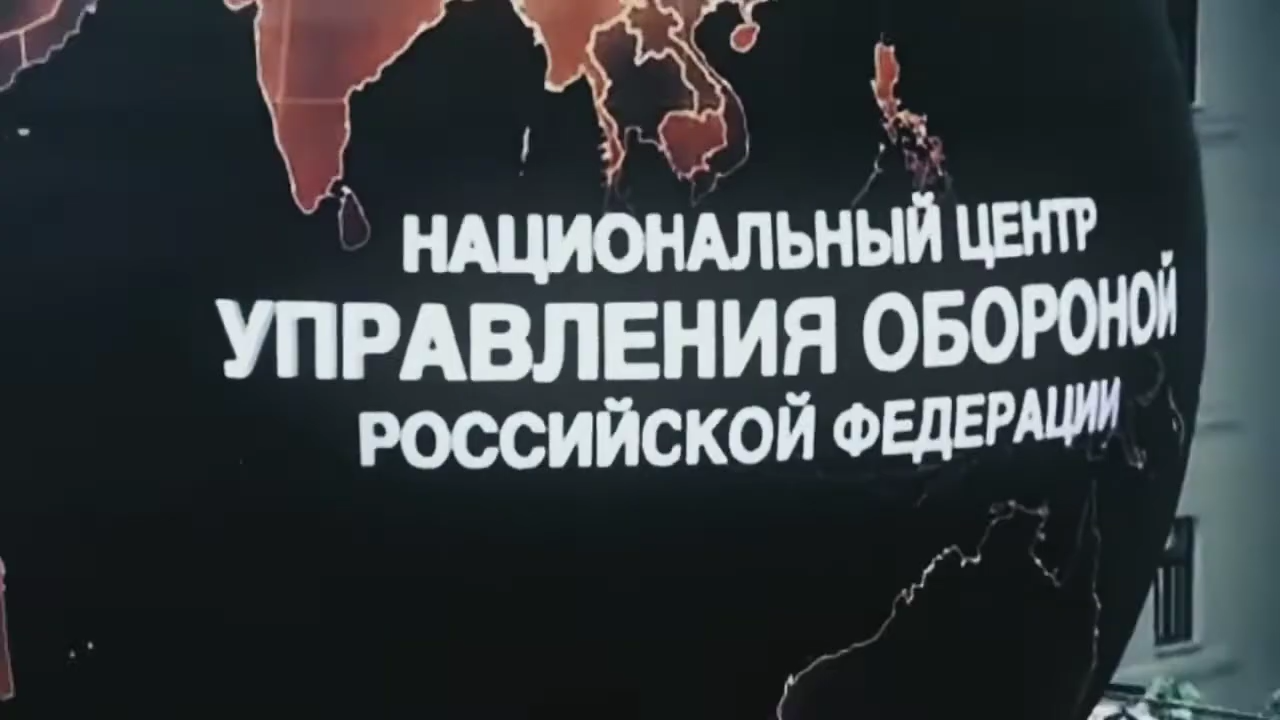 НАЦИОНАЛЬНЫЙ ЦЕНТР
УПРАВЛЕНИЯ ОБОРОНОЙ
РОССИЙСКОЙ ФЕДЕРАЦИИ